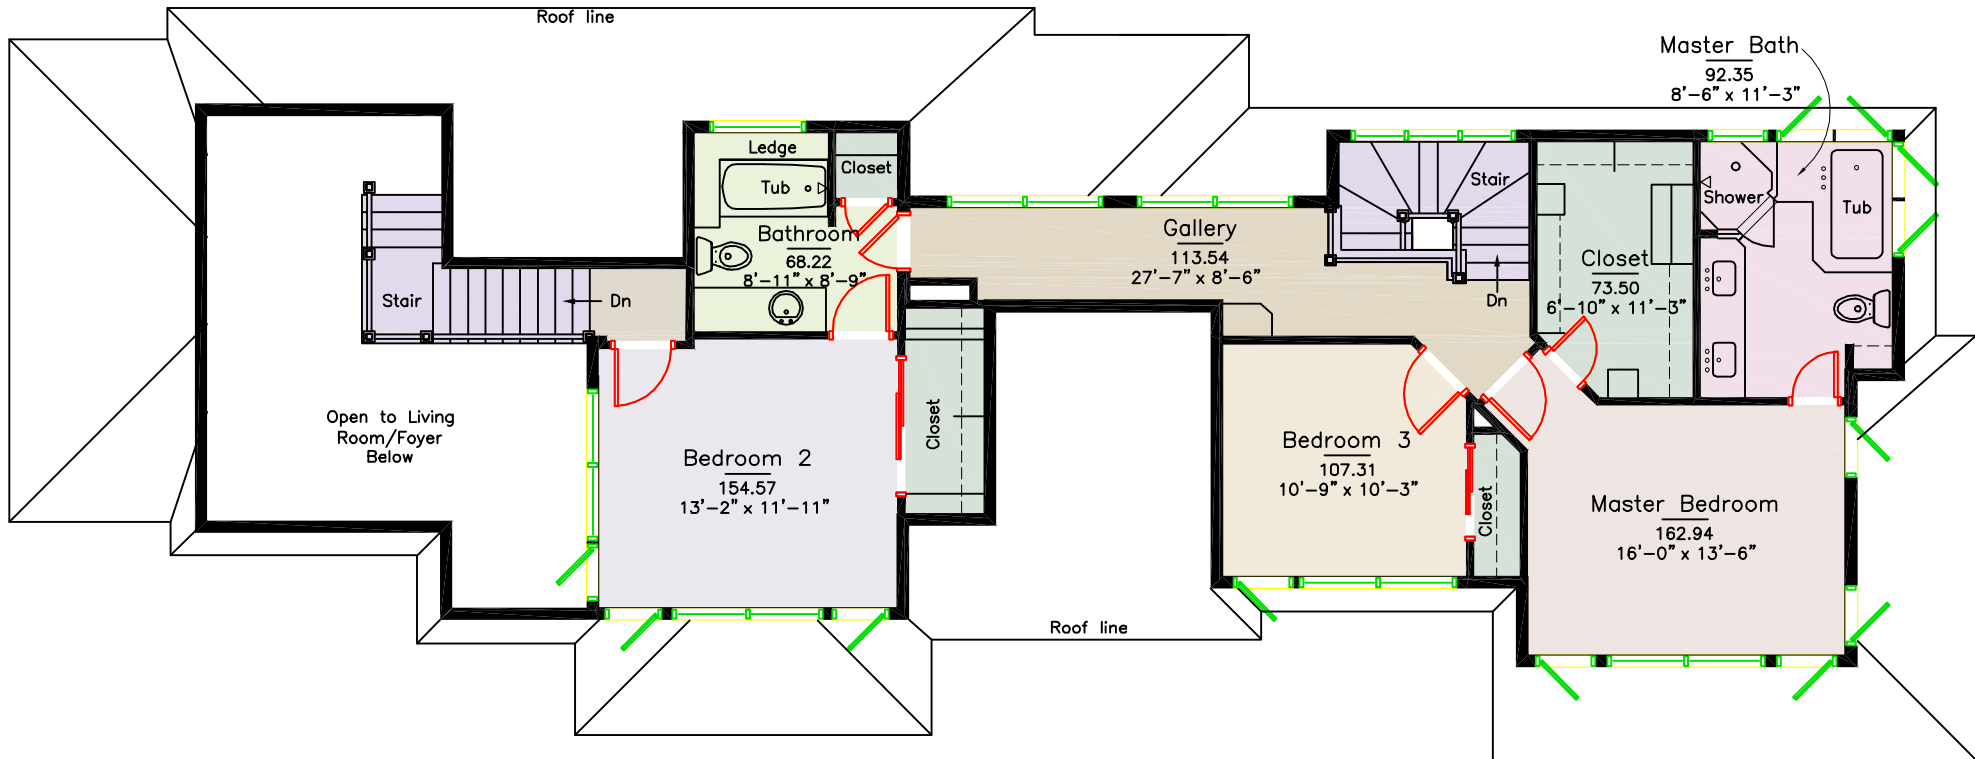 Roof line
Master Bath
92.35
8'-6" x 11'-3"
Ledge
Tub
Closet
Bathroom
68.22
8'-11" x 8'-9"
Gallery
113.54
27'-7" x 8'-6"
Stair
Dn
Closet
73.50
6'-10" x 11'-3"
Shower
Tub
Stair
Dn
Open to Living
Room/Foyer
Below
Bedroom 2
154.57
13'-2" x 11'-11"
Closet
Bedroom 3
107.31
10'-9" x 10'-3"
Closet
Master Bedroom
162.94
16'-0" x 13'-6"
Roof line